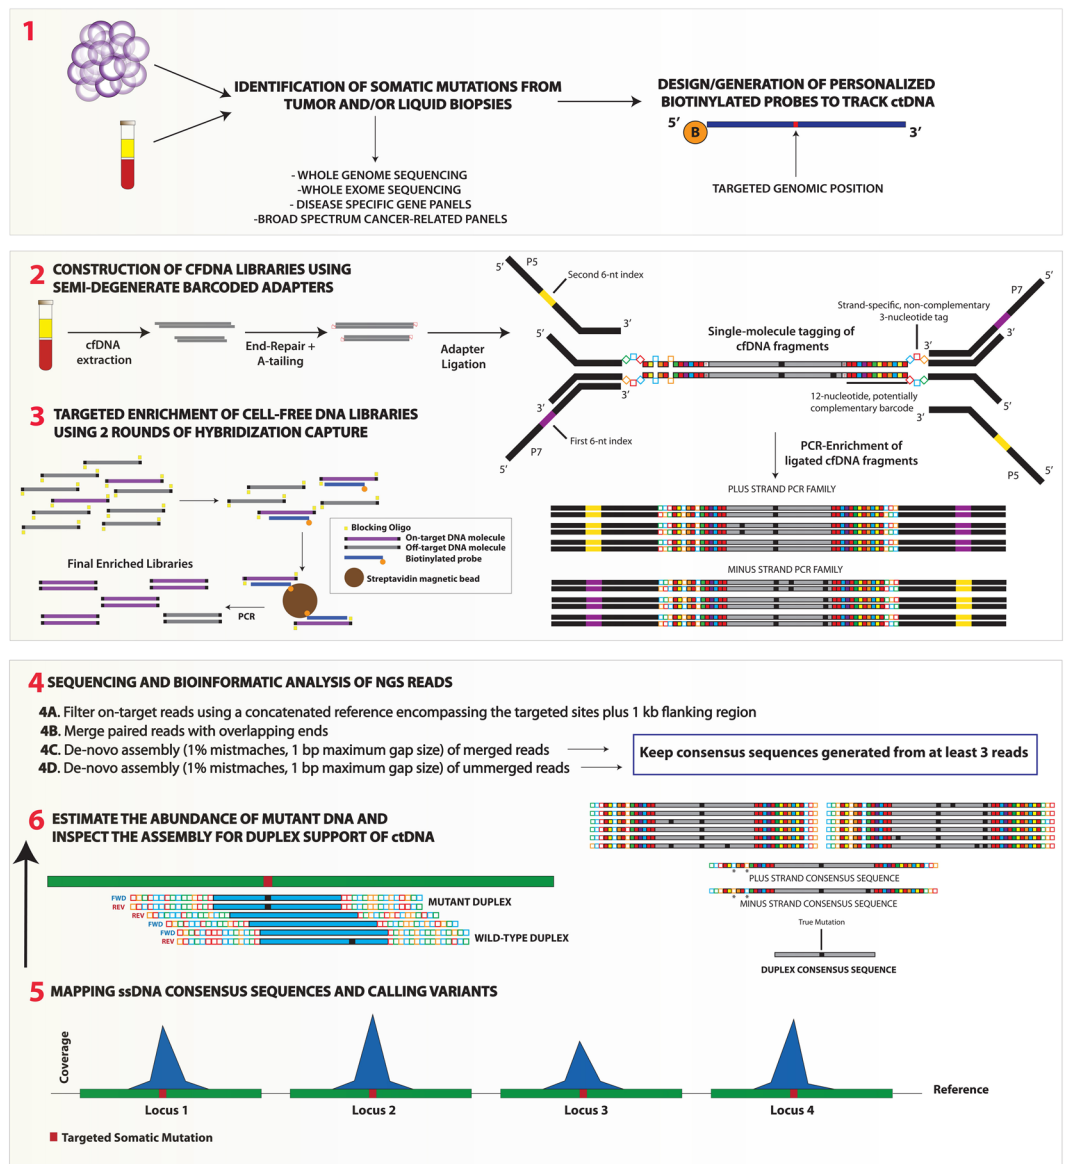 1
IDENTIFICATION OF SOMATIC MUTATIONS FROM
TUMOR AND/OR LIQUID BIOPSIES
- WHOLE GENOME SEQUENCING
-WHOLE EXOME SEQUENCING
- DISEASE SPECIFIC GENE PANELS
-BROAD SPECTRUM CANCER-RELATED PANELS
DESIGN/GENERATION OF PERSONALIZED
BIOTINYLATED PROBES TO TRACK ctDNA
5′
B
3′
TARGETED GENOMIC POSITION
2 CONSTRUCTION OF CFDNA LIBRARIES USING
SEMI-DEGENERATE BARCODED ADAPTERS
cfDNA
extraction
End-Repair +
A-tailing
Adapter
Ligation
5′
P5
Second 6-nt index
3′
5′
3′
3′
First 6-nt index
P7
5′
Single-molecule tagging of
cfDNA fragments
Strand-specific, non-complementary
3-nucleotide tag
5′
P7
3′
3′
12-nucleotide, potentially
complementary barcode
5′
P5
5′
3′
PCR-Enrichment of
ligated cfDNA fragments
PLUS STRAND PCR FAMILY
MINUS STRAND PCR FAMILY
3 TARGETED ENRICHMENT OF CELL-FREE DNA LIBRARIES
USING 2 ROUNDS OF HYBRIDIZATION CAPTURE
Blocking Oligo
On-target DNA molecule
Off-target DNA molecule
Biotinylated probe
Streptavidin magnetic bead
Final Enriched Libraries
PCR
4 SEQUENCING AND BIOINFORMATIC ANALYSIS OF NGS READS
4A. Filter on-target reads using a concatenated reference encompassing the targeted sites plus 1 kb flanking region
4B. Merge paired reads with overlapping ends
4C. De-novo assembly (1% mistmaches, 1 bp maximum gap size) of merged reads
4D. De-novo assembly (1% mistmaches, 1 bp maximum gap size) of ummerged reads
Keep consensus sequences generated from at least 3 reads
6 ESTIMATE THE ABUNDANCE OF MUTANT DNA AND
INSPECT THE ASSEMBLY FOR DUPLEX SUPPORT OF ctDNA
FWD
REV
MUTANT DUPLEX
REV
FWD
FWD
REV
WILD-TYPE DUPLEX
* *
PLUS STRAND CONSENSUS SEQUENCE
* *
MINUS STRAND CONSENSUS SEQUENCE
True Mutation
DUPLEX CONSENSUS SEQUENCE
5 MAPPING ssDNA CONSENSUS SEQUENCES AND CALLING VARIANTS
Coverage
Reference
Locus 1
Locus 2
Locus 3
Locus 4
Targeted Somatic Mutation